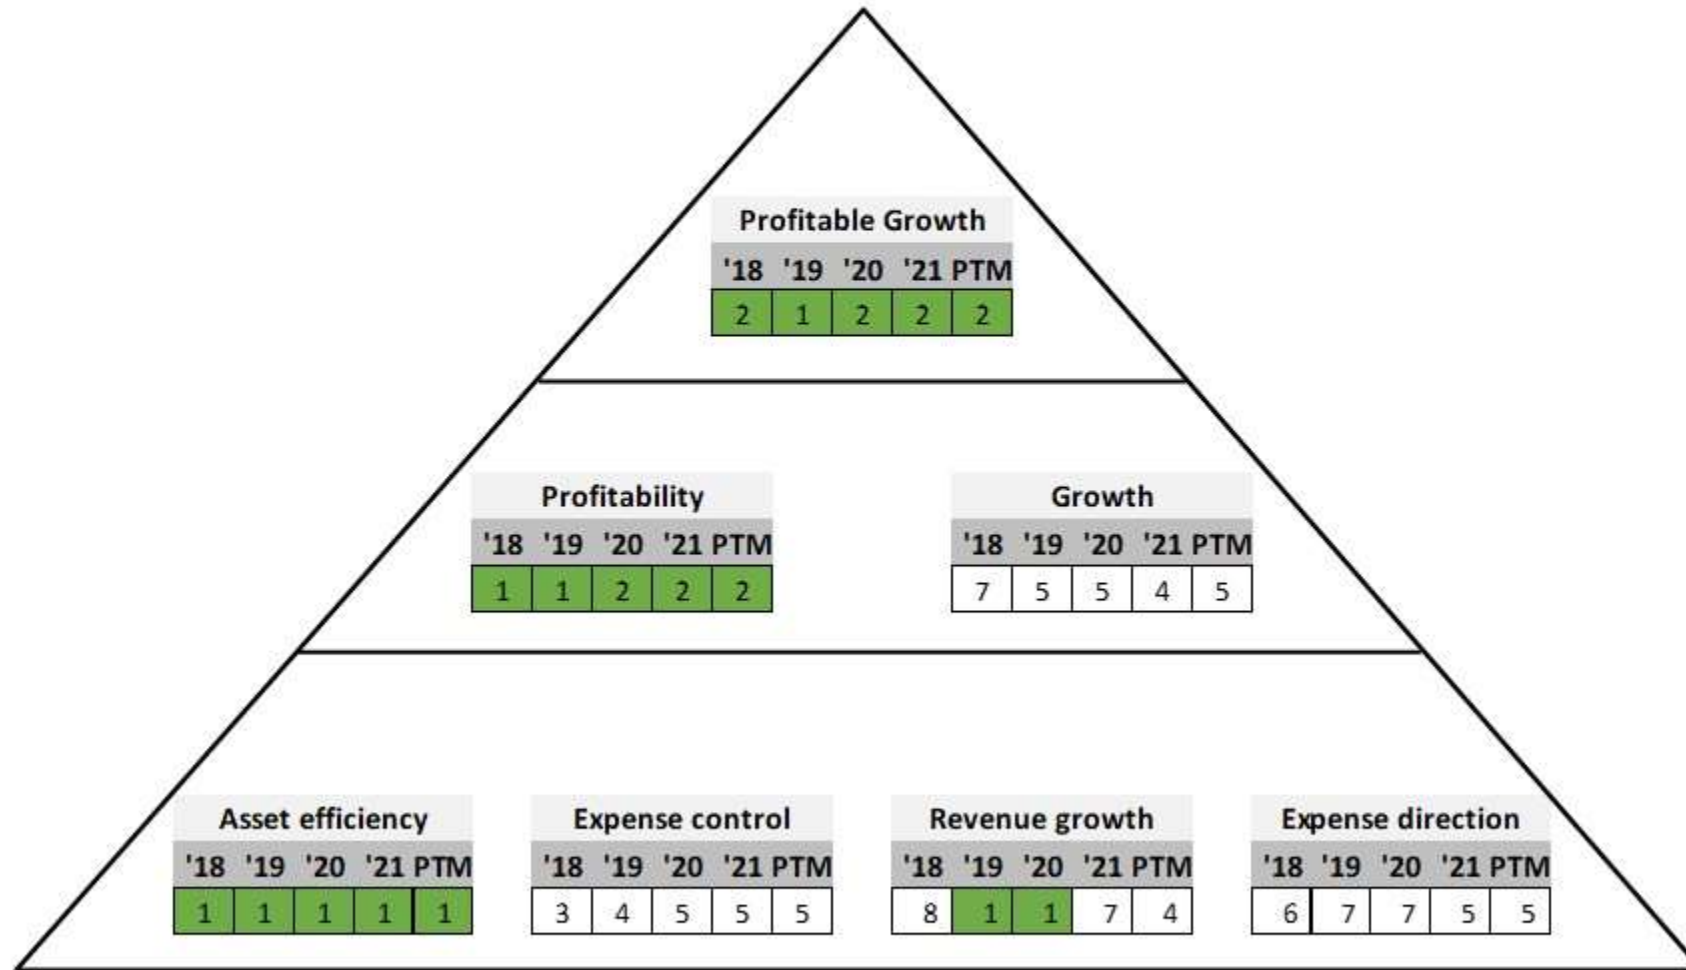 Profitable Growth
'18 '19 '20 '21 PTM
2 1 2 2 2
Profitability
'18 '19 '20 '21 PTM
1 1 2 2 2
Growth
'18 '19 '20 '21 PTM
7 5 5 4 5
Asset efficiency
'18 '19 '20 '21 PTM
1 1 1 1 1
Expense control
'18 '19 '20 '21 PTM
3 4 5 5 5
Revenue growth
'18 '19 '20 '21 PTM
8 1 1 7 4
Expense direction
'18 '19 '20 '21 PTM
6 7 7 5 5